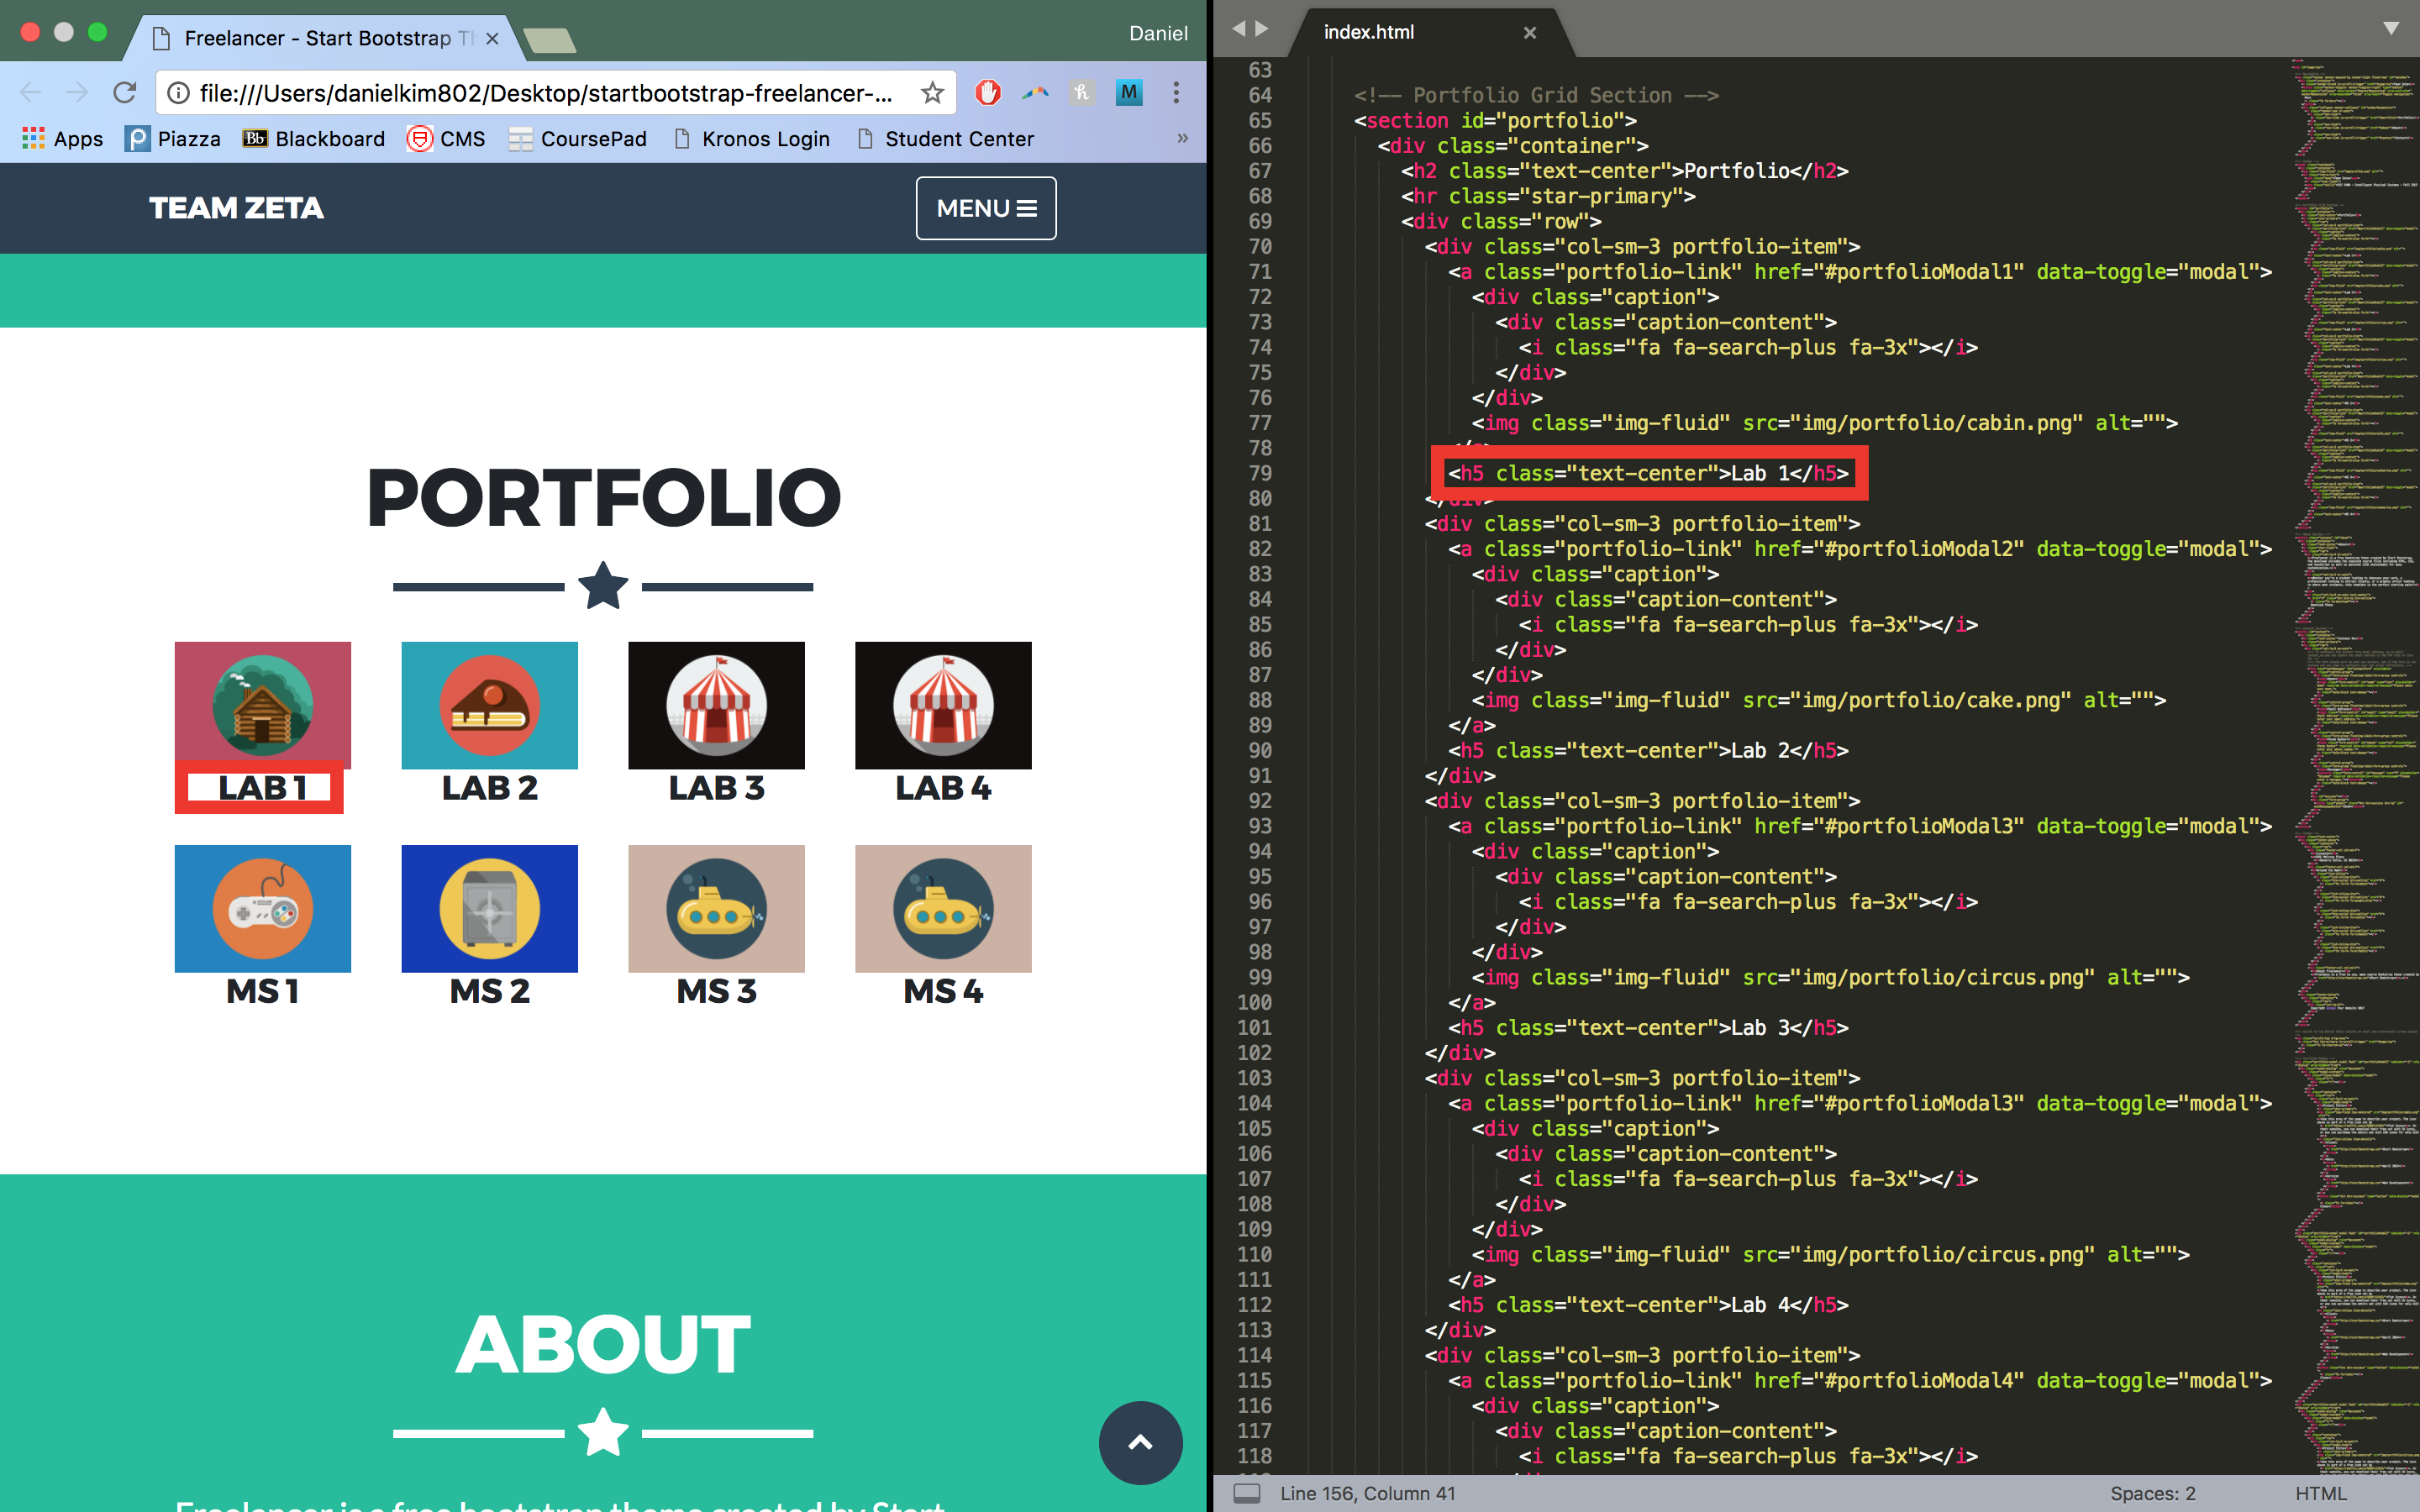 Freelancer - Start Bootstrap Th
Daniel
file:///Users/danielkim802/Desktop/startbootstrap-freelancer-...
Apps Piazza Bb Blackboard CMS CoursePad Kronos Login Student Center »
TEAM ZETA
MENU
PORTFOLIO
LAB 1 LAB 2 LAB 3 LAB 4
MS 1 MS 2 MS 3 MS 4
ABOUT
Freelancer is a free bootstrap theme created by Start
index.html
63
64 <!-- Portfolio Grid Section -->
65 <section id="portfolio">
66 <div class="container">
67 <h2 class="text-center">Portfolio</h2>
68 <hr class="star-primary">
69 <div class="row">
70 <div class="col-sm-3 portfolio-item">
71 <a class="portfolio-link" href="#portfolioModal1" data-toggle="modal">
72 <div class="caption">
73 <div class="caption-content">
74 <i class="fa fa-search-plus fa-3x"></i>
75 </div>
76 </div>
77 <img class="img-fluid" src="img/portfolio/cabin.png" alt="">
78 </a>
79 <h5 class="text-center">Lab 1</h5>
80 </div>
81 <div class="col-sm-3 portfolio-item">
82 <a class="portfolio-link" href="#portfolioModal2" data-toggle="modal">
83 <div class="caption">
84 <div class="caption-content">
85 <i class="fa fa-search-plus fa-3x"></i>
86 </div>
87 </div>
88 <img class="img-fluid" src="img/portfolio/cake.png" alt="">
89 </a>
90 <h5 class="text-center">Lab 2</h5>
91 </div>
92 <div class="col-sm-3 portfolio-item">
93 <a class="portfolio-link" href="#portfolioModal3" data-toggle="modal">
94 <div class="caption">
95 <div class="caption-content">
96 <i class="fa fa-search-plus fa-3x"></i>
97 </div>
98 </div>
99 <img class="img-fluid" src="img/portfolio/circus.png" alt="">
100 </a>
101 <h5 class="text-center">Lab 3</h5>
102 </div>
103 <div class="col-sm-3 portfolio-item">
104 <a class="portfolio-link" href="#portfolioModal3" data-toggle="modal">
105 <div class="caption">
106 <div class="caption-content">
107 <i class="fa fa-search-plus fa-3x"></i>
108 </div>
109 </div>
110 <img class="img-fluid" src="img/portfolio/circus.png" alt="">
111 </a>
112 <h5 class="text-center">Lab 4</h5>
113 </div>
114 <div class="col-sm-3 portfolio-item">
115 <a class="portfolio-link" href="#portfolioModal4" data-toggle="modal">
116 <div class="caption">
117 <div class="caption-content">
118 <i class="fa fa-search-plus fa-3x"></i>
Line 156, Column 41 Spaces: 2 HTML